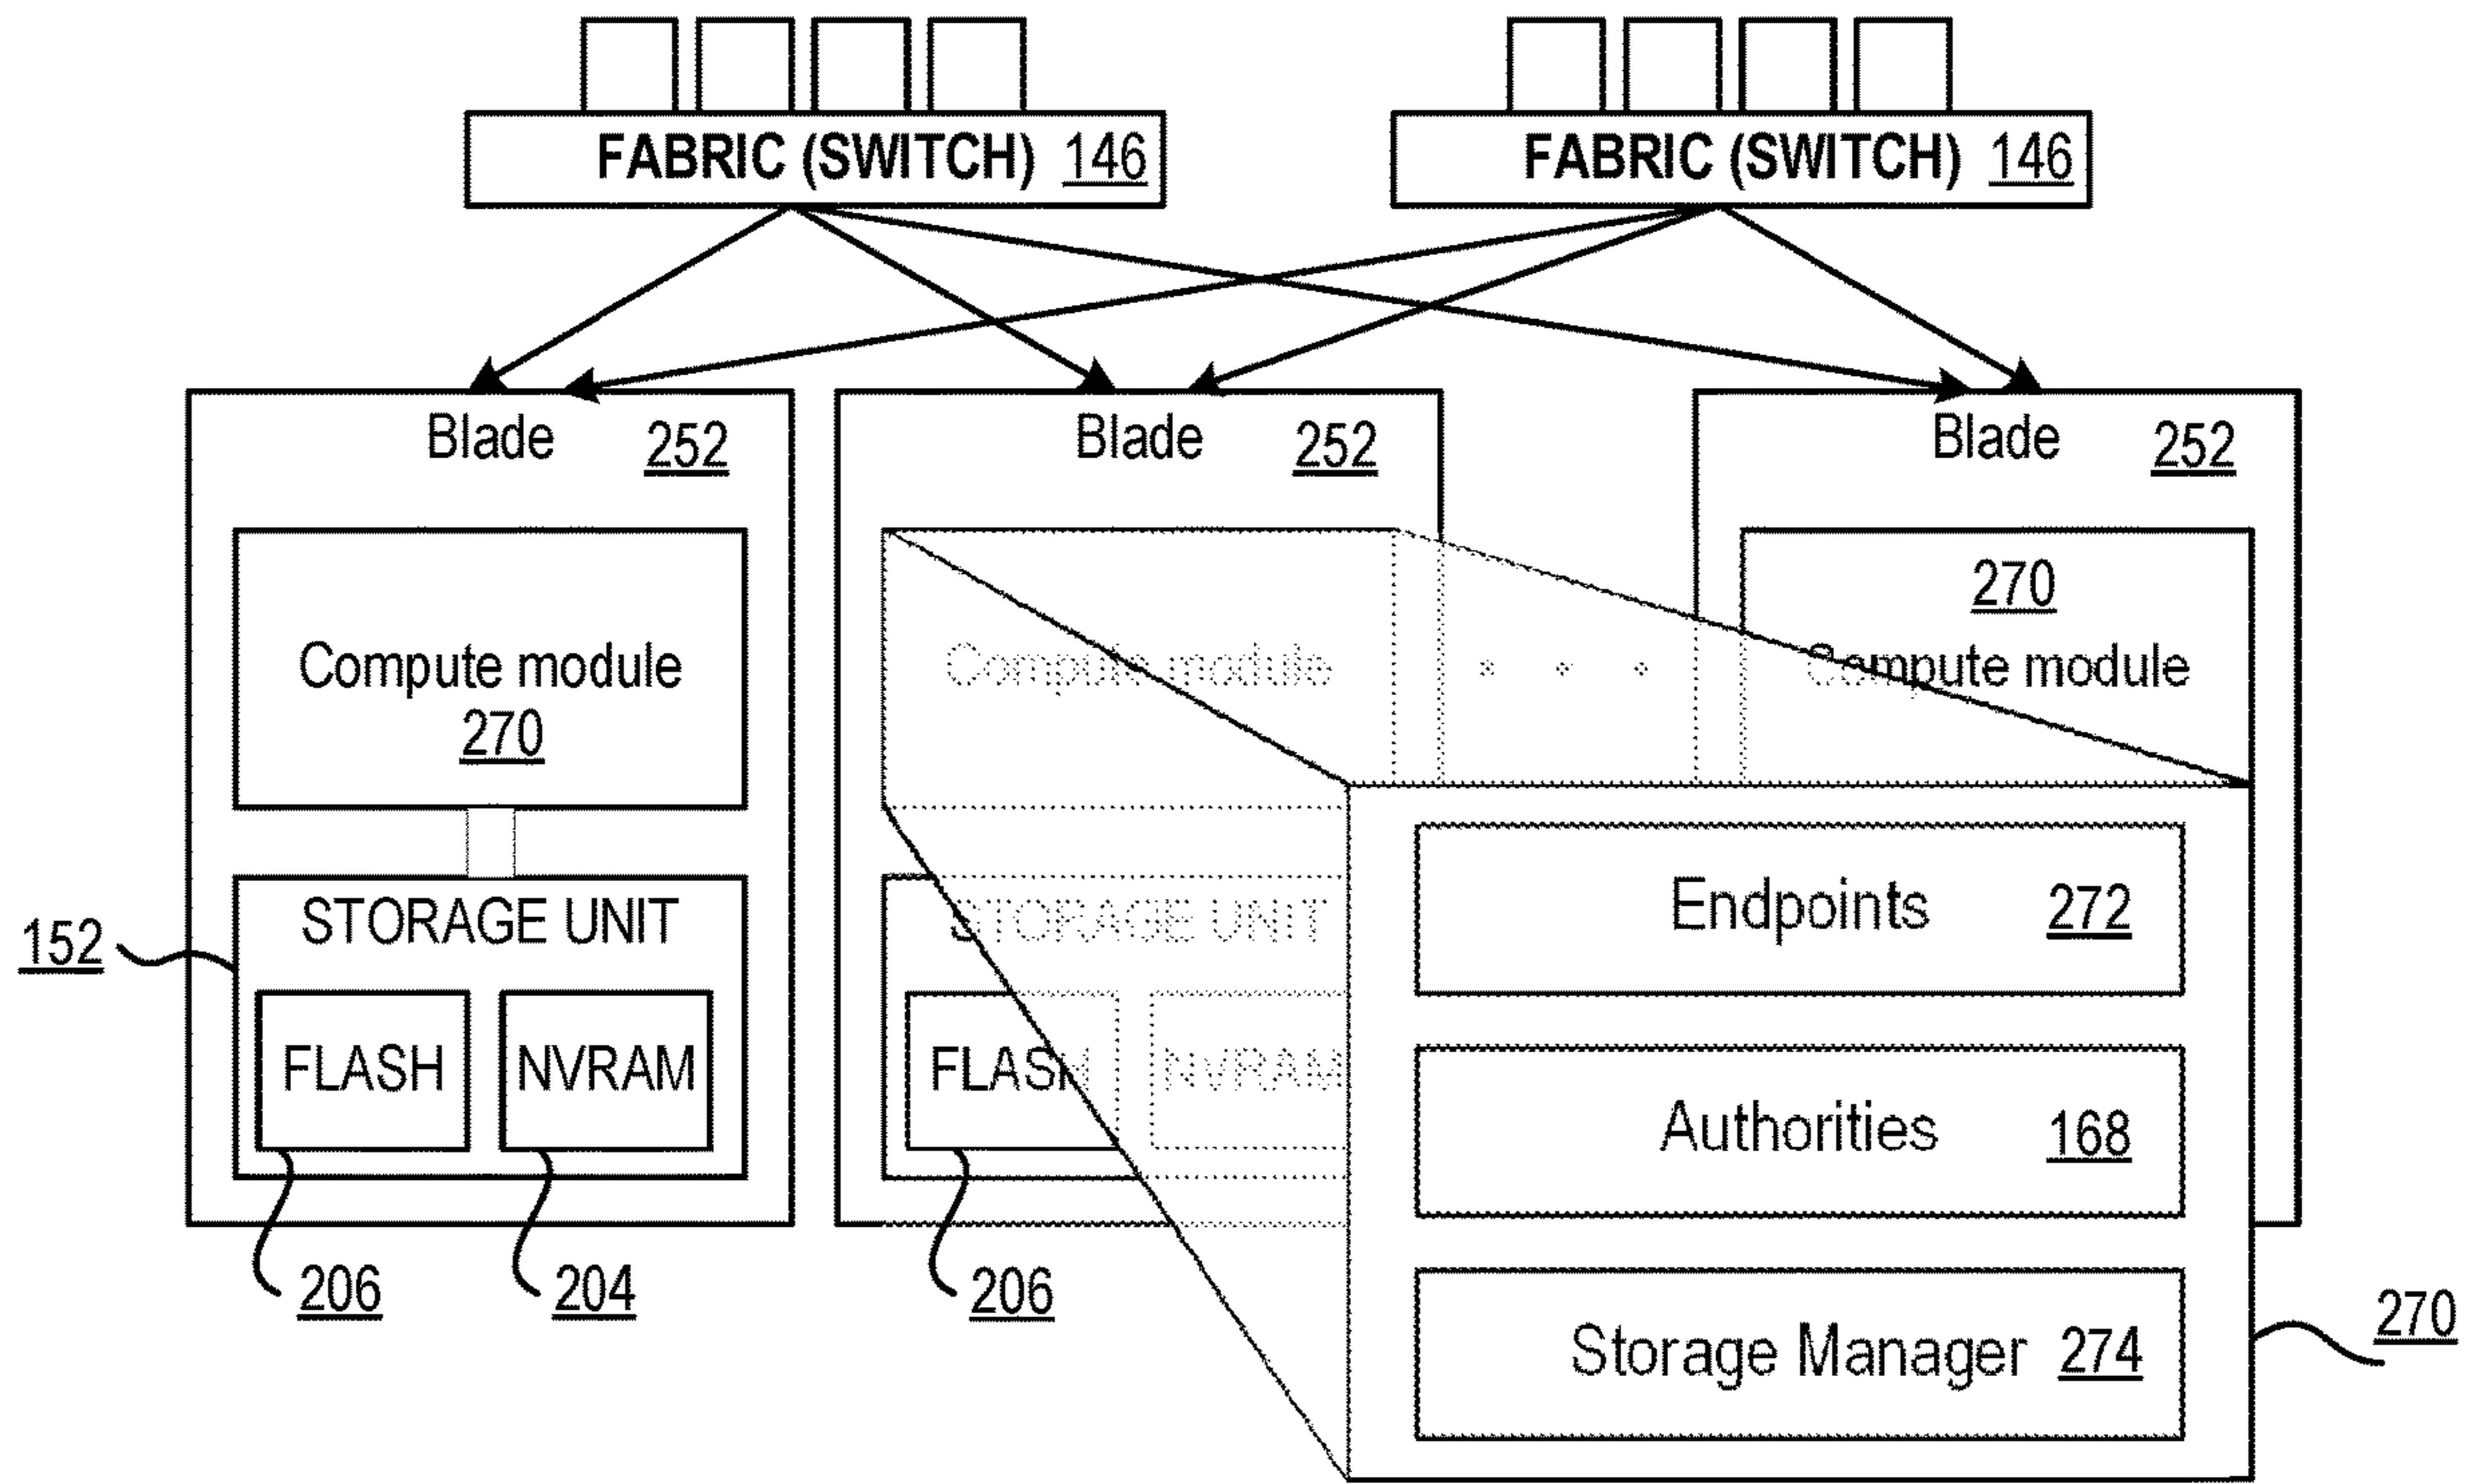 FABRIC (SWITCH) 146
FABRIC (SWITCH) 146
Blade 252
Blade 252
Blade 252
Compute module
270
Compute module
270
Compute module
152
STORAGE UNIT
FLASH
NVRAM
206
204
STORAGE UNIT
FLASH
NVRAM
206
Endpoints 272
Authorities 168
Storage Manager 274
270